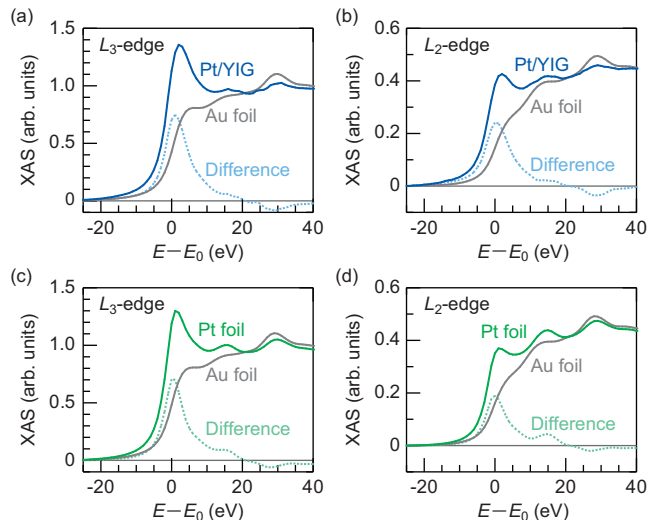 (a)
L3-edge
Pt/YIG
Au foil
Difference
XAS (arb. units)
1.5
1.0
0.5
0
-20
0
20
40
E−E0 (eV)
(b)
L2-edge
Pt/YIG
Au foil
Difference
XAS (arb. units)
0.6
0.4
0.2
0
-20
0
20
40
E−E0 (eV)
(c)
L3-edge
Pt foil
Au foil
Difference
XAS (arb. units)
1.5
1.0
0.5
0
-20
0
20
40
E−E0 (eV)
(d)
L2-edge
Pt foil
Au foil
Difference
XAS (arb. units)
0.6
0.4
0.2
0
-20
0
20
40
E−E0 (eV)